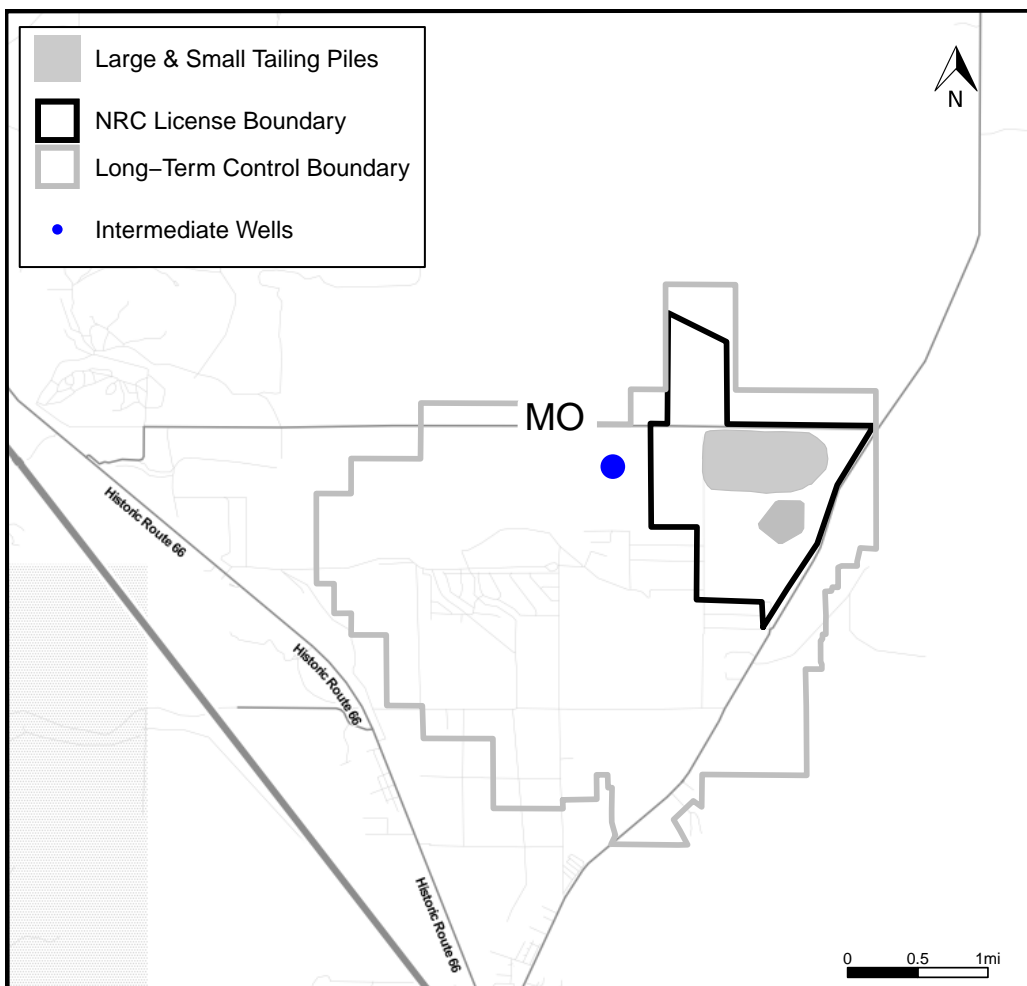 Large & Small Tailing Piles
NRC License Boundary
Long−Term Control Boundary
Intermediate Wells
N
MO
Historic Route 66
Historic Route 66
Historic Route 66
0 0.5 1mi